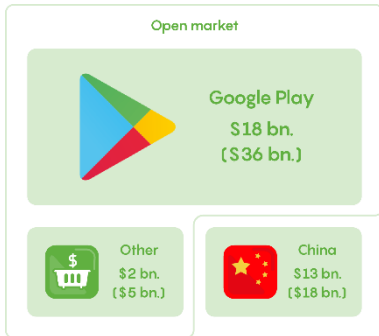 Open market
Google Play
$18 bn.
($36 bn.)
$
Other
$2 bn.
($5 bn.)
China
$13 bn.
($18 bn.)